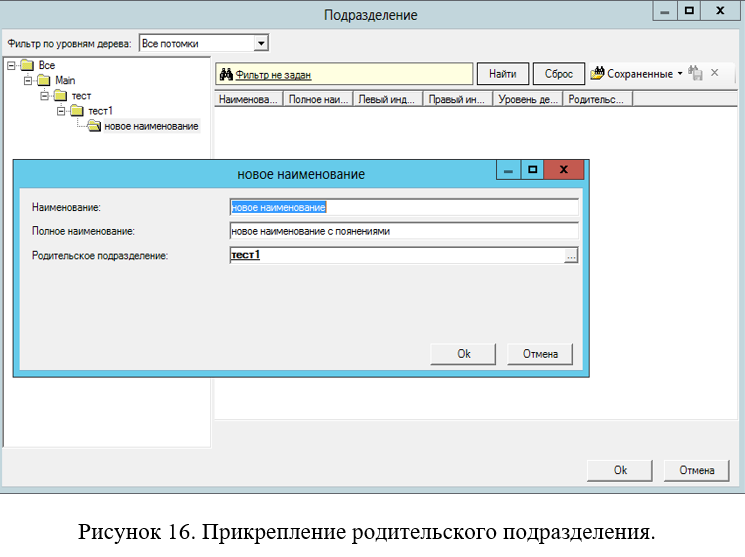 Подразделение
Фильтр по уровням дерева: Все потомки
Все
Main
тест
тест1
новое наименование
Фильтр не задан Найти Сброс Сохраненные
Наименова... Полное наи... Левый инд... Правый ин... Уровень де... Родительс...
новое наименование
Наименование: новое наименование
Полное наименование: новое наименование с поянениями
Родительское подразделение: тест1 ...
Ok Отмена
Ok Отмена
Рисунок 16. Прикрепление родительского подразделения.